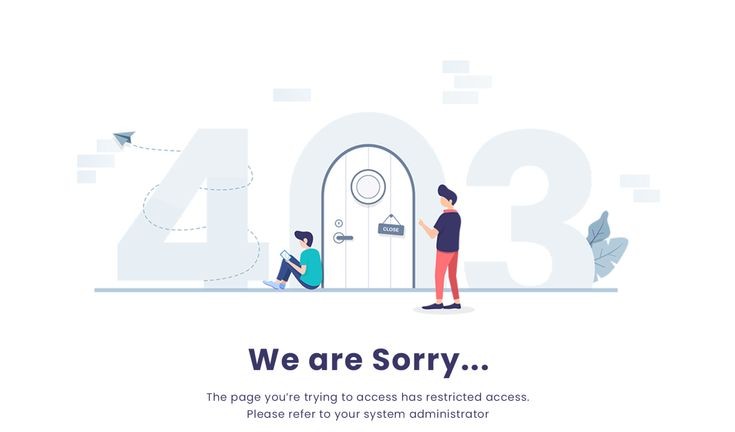 403
CLOSE
We are Sorry...
The page you’re trying to access has restricted access.
Please refer to your system administrator